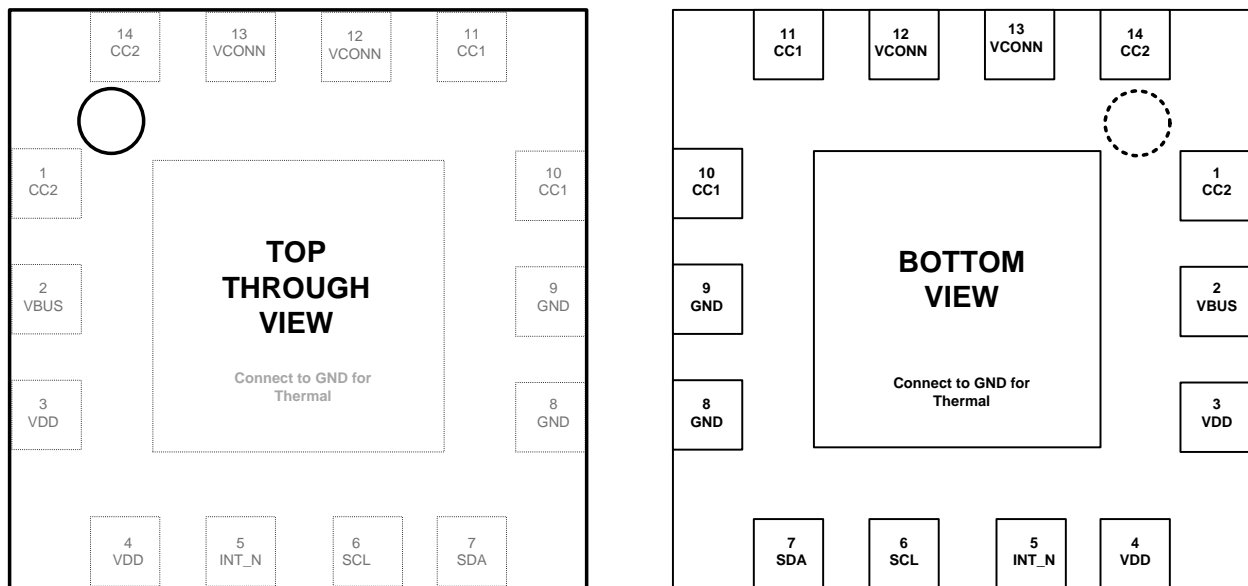 14
CC2
13
VCONN
12
VCONN
11
CC1
1
CC2
10
CC1
TOP
THROUGH
VIEW
2
VBUS
9
GND
Connect to GND for
Thermal
3
VDD
8
GND
4
VDD
5
INT_N
6
SCL
7
SDA
11
CC1
12
VCONN
13
VCONN
14
CC2
10
CC1
1
CC2
BOTTOM
VIEW
9
GND
2
VBUS
Connect to GND for
Thermal
8
GND
3
VDD
7
SDA
6
SCL
5
INT_N
4
VDD